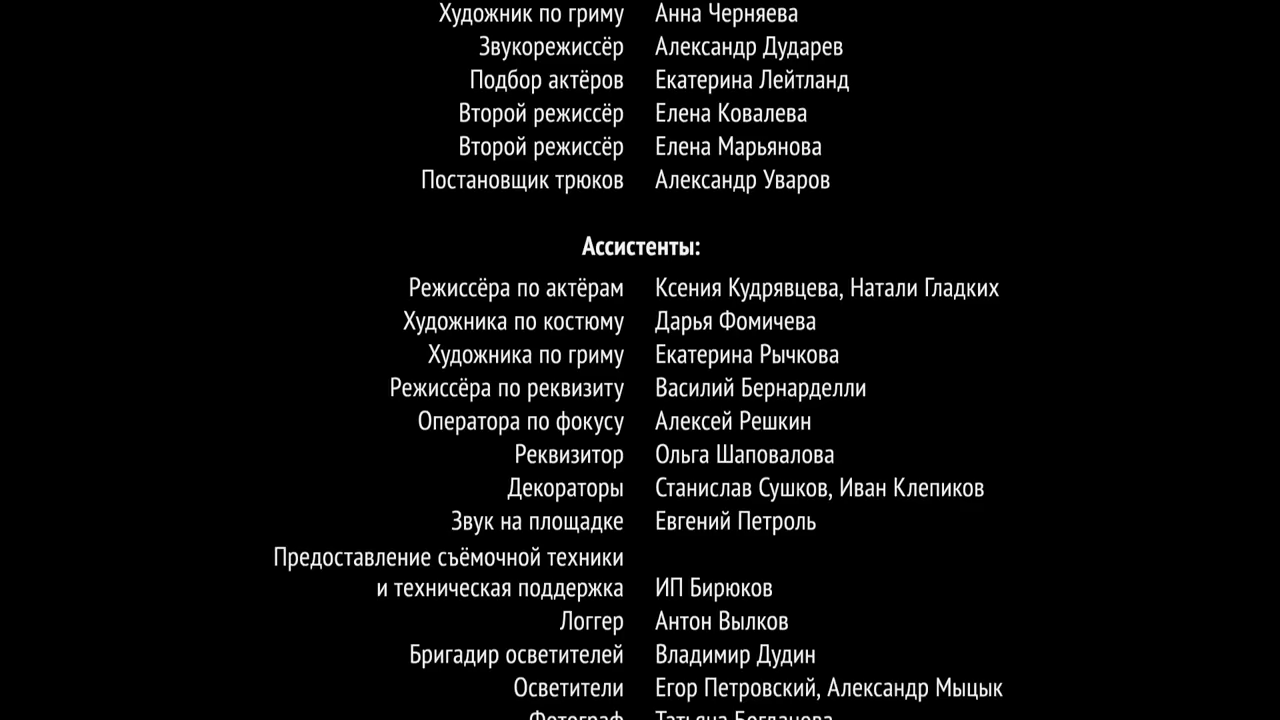 Художник по гриму Анна Черняева
Звукорежиссёр Александр Дударев
Подбор актёров Екатерина Лейтланд
Второй режиссёр Елена Ковалева
Второй режиссёр Елена Марьянова
Постановщик трюков Александр Уваров
Ассистенты:
Режиссёра по актёрам Ксения Кудрявцева, Натали Гладких
Художника по костюму Дарья Фомичева
Художника по гриму Екатерина Рычкова
Режиссёра по реквизиту Василий Бернарделли
Оператора по фокусу Алексей Решкин
Реквизитор Ольга Шаповалова
Декораторы Станислав Сушков, Иван Клепиков
Звук на площадке Евгений Петроль
Предоставление съёмочной техники
и техническая поддержка ИП Бирюков
Логгер Антон Вылков
Бригадир осветителей Владимир Дудин
Осветители Егор Петровский, Александр Мыцык
Фотограф Татьяна Богданова